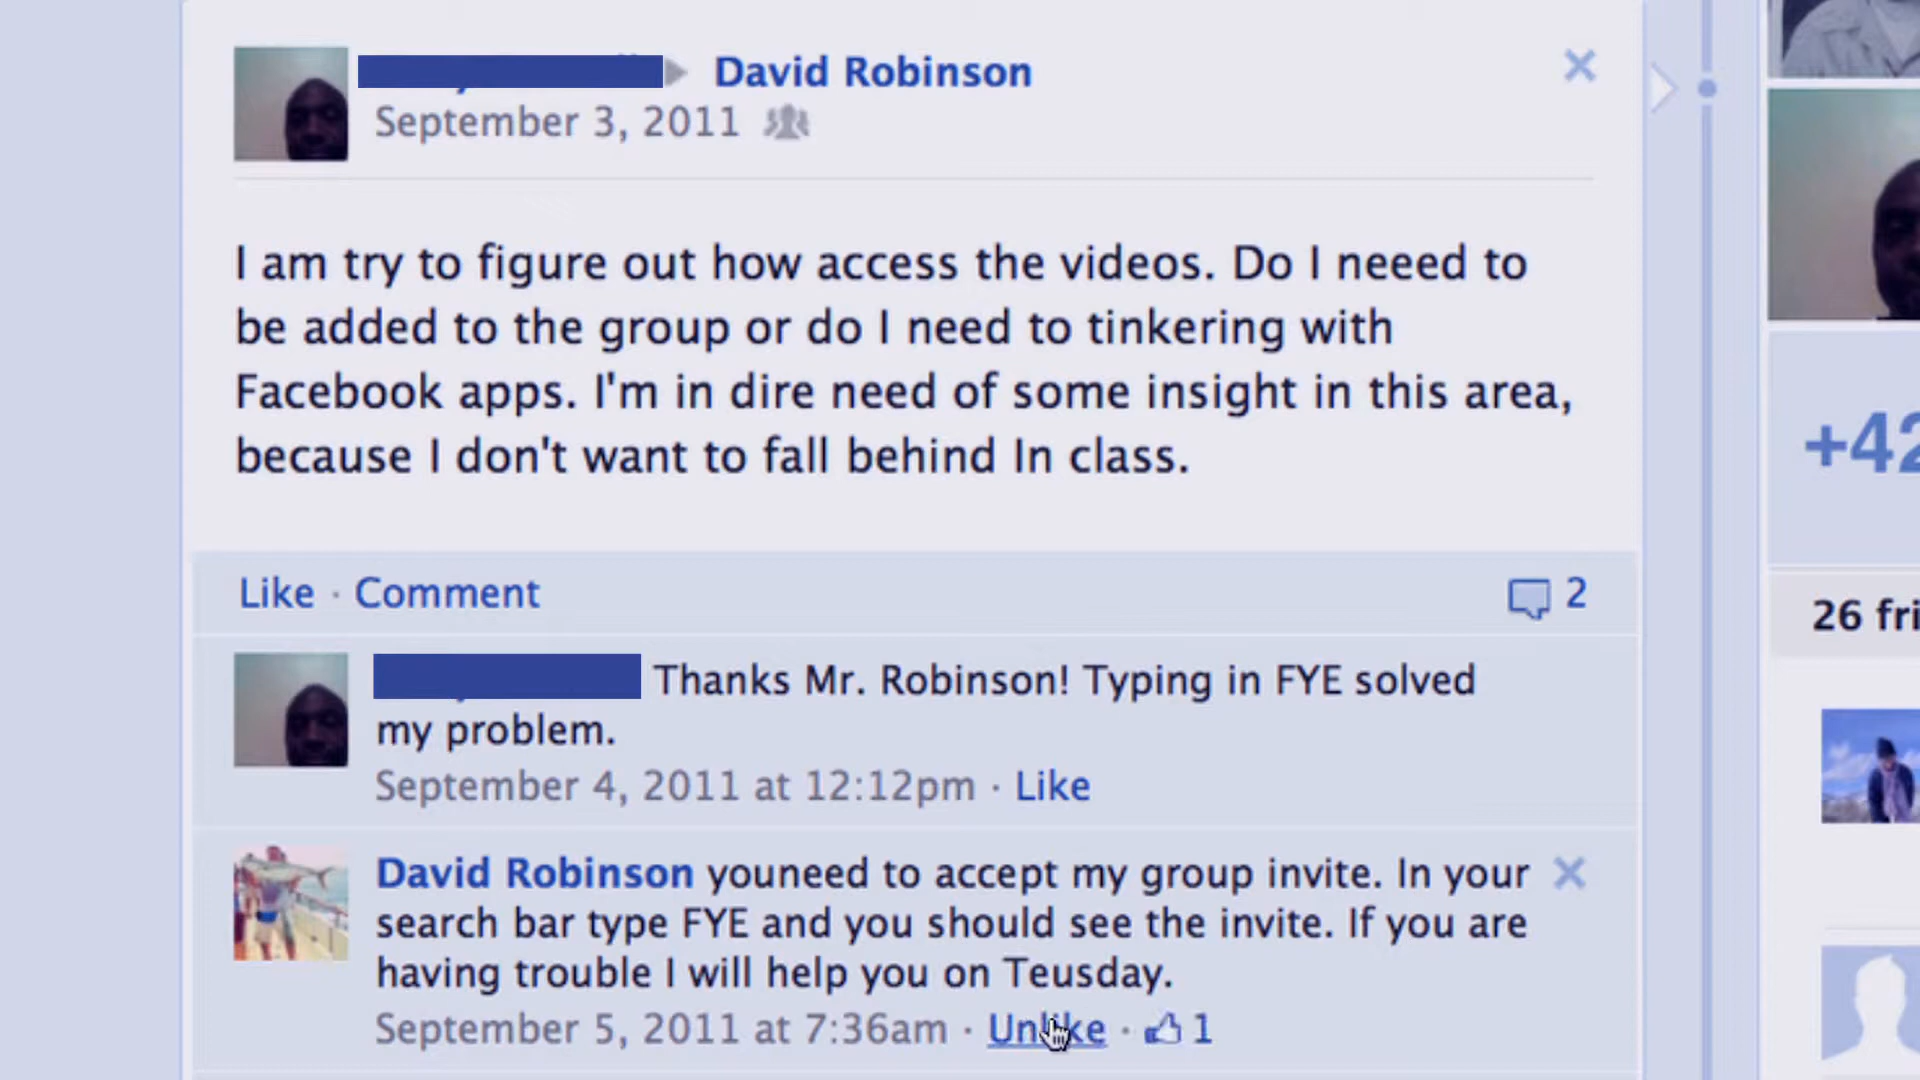 David Robinson
September 3, 2011
I am try to figure out how access the videos. Do I neeed to
be added to the group or do I need to tinkering with
Facebook apps. I'm in dire need of some insight in this area,
because I don't want to fall behind In class.
Like · Comment
2
Thanks Mr. Robinson! Typing in FYE solved
my problem.
September 4, 2011 at 12:12pm · Like
David Robinson youneed to accept my group invite. In your
search bar type FYE and you should see the invite. If you are
having trouble I will help you on Teusday.
September 5, 2011 at 7:36am · Unlike · 1
+42
26